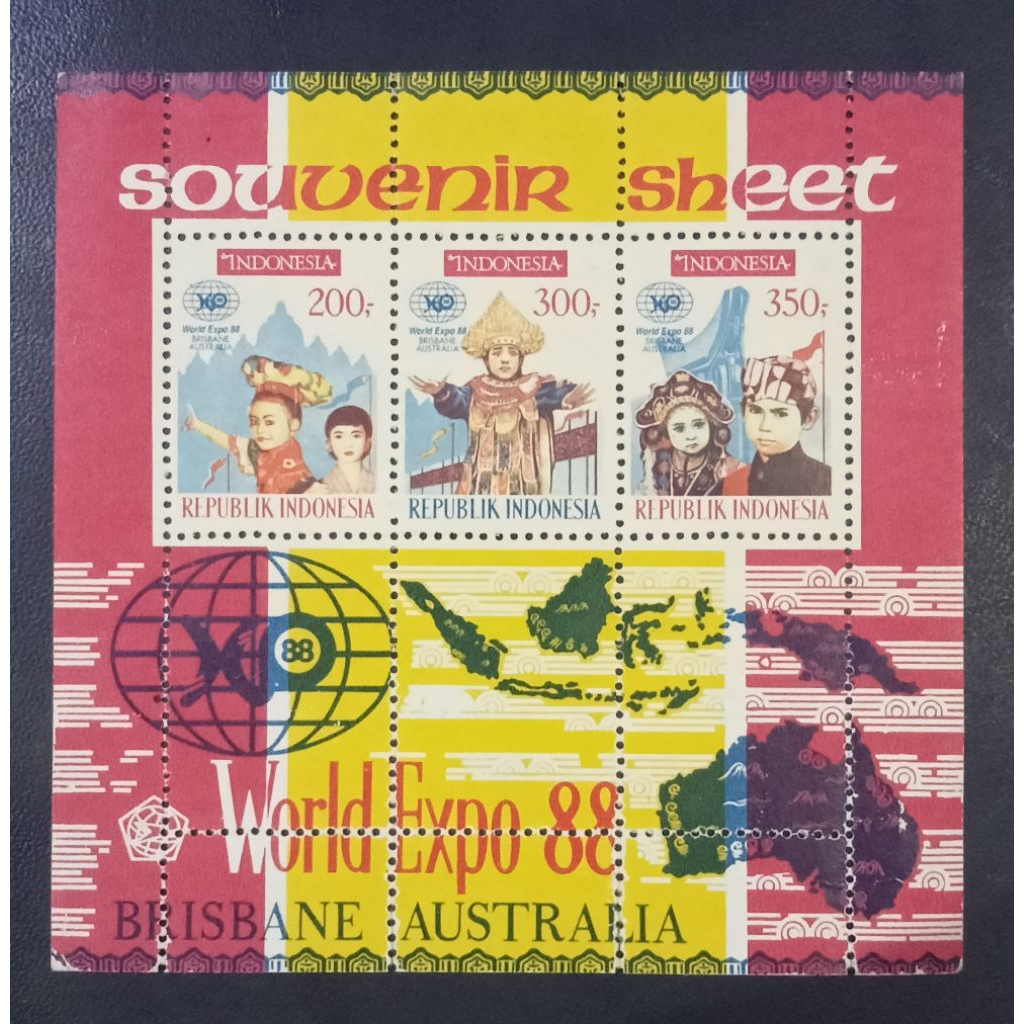 souvenir sheet
INDONESIA
200,-
World Expo 88
BRISBANE
AUSTRALIA
REPUBLIK INDONESIA
INDONESIA
300,-
World Expo 88
BRISBANE
AUSTRALIA
REPUBLIK INDONESIA
INDONESIA
350,-
World Expo 88
BRISBANE
AUSTRALIA
REPUBLIK INDONESIA
88
World Expo 88
BRISBANE AUSTRALIA